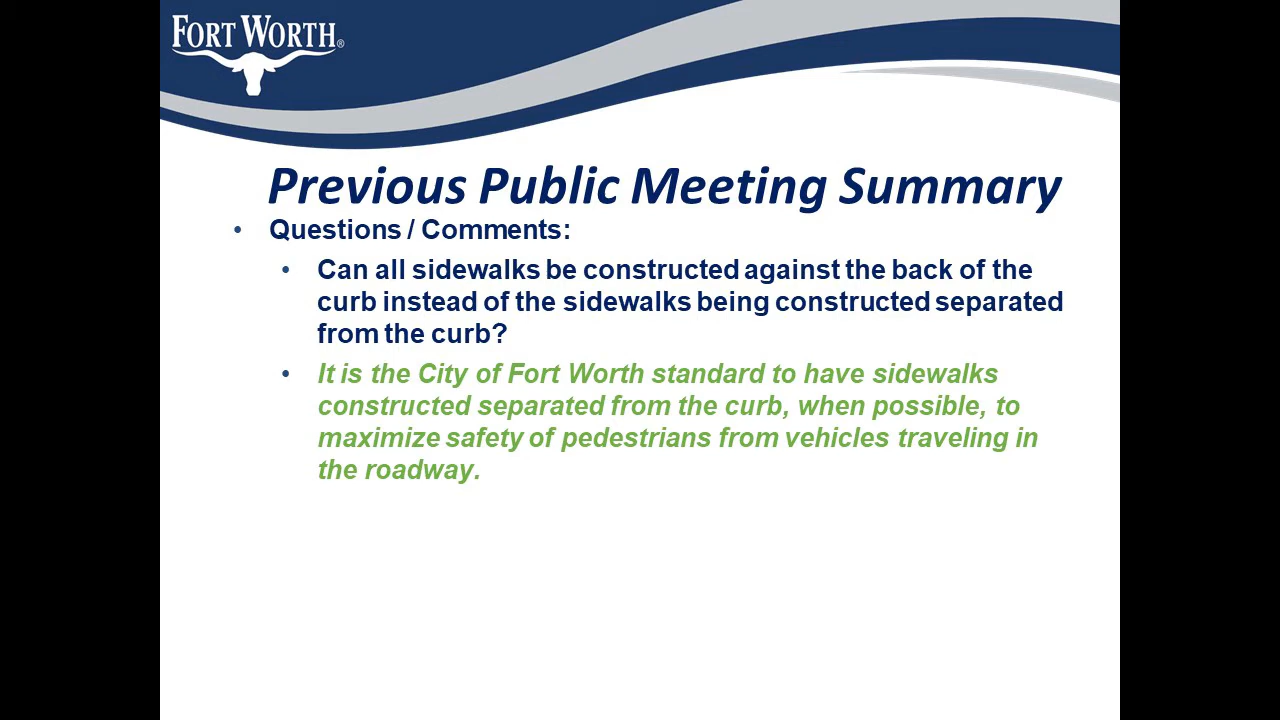 FORT WORTH®
Previous Public Meeting Summary
• Questions / Comments:
• Can all sidewalks be constructed against the back of the
curb instead of the sidewalks being constructed separated
from the curb?
• It is the City of Fort Worth standard to have sidewalks
constructed separated from the curb, when possible, to
maximize safety of pedestrians from vehicles traveling in
the roadway.